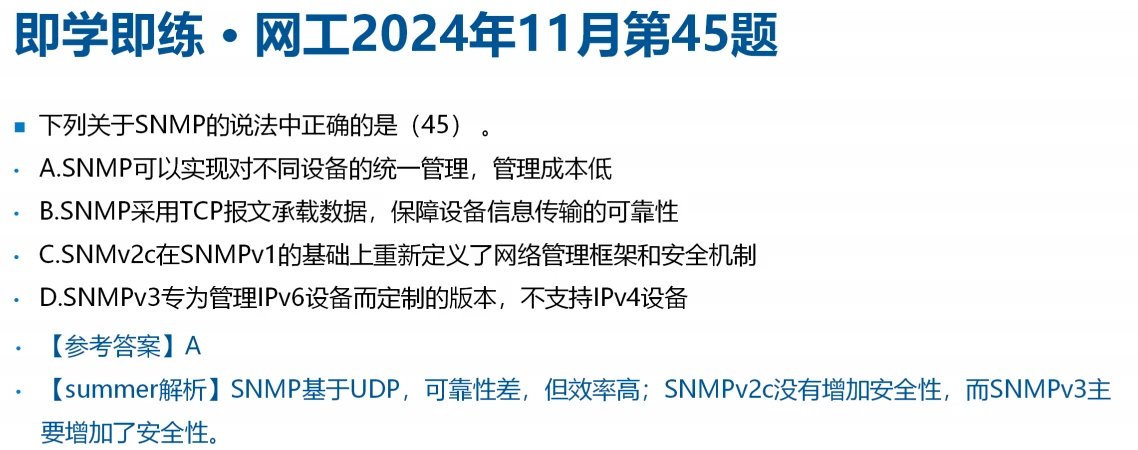 即学即练·网工2024年11月第45题
■ 下列关于SNMP的说法中正确的是（45） 。
• A.SNMP可以实现对不同设备的统一管理，管理成本低
• B.SNMP采用TCP报文承载数据，保障设备信息传输的可靠性
• C.SNMv2c在SNMPv1的基础上重新定义了网络管理框架和安全机制
• D.SNMPv3专为管理IPv6设备而定制的版本，不支持IPv4设备
• 【参考答案】A
• 【summer解析】SNMP基于UDP，可靠性差，但效率高；SNMPv2c没有增加安全性，而SNMPv3主
要增加了安全性。